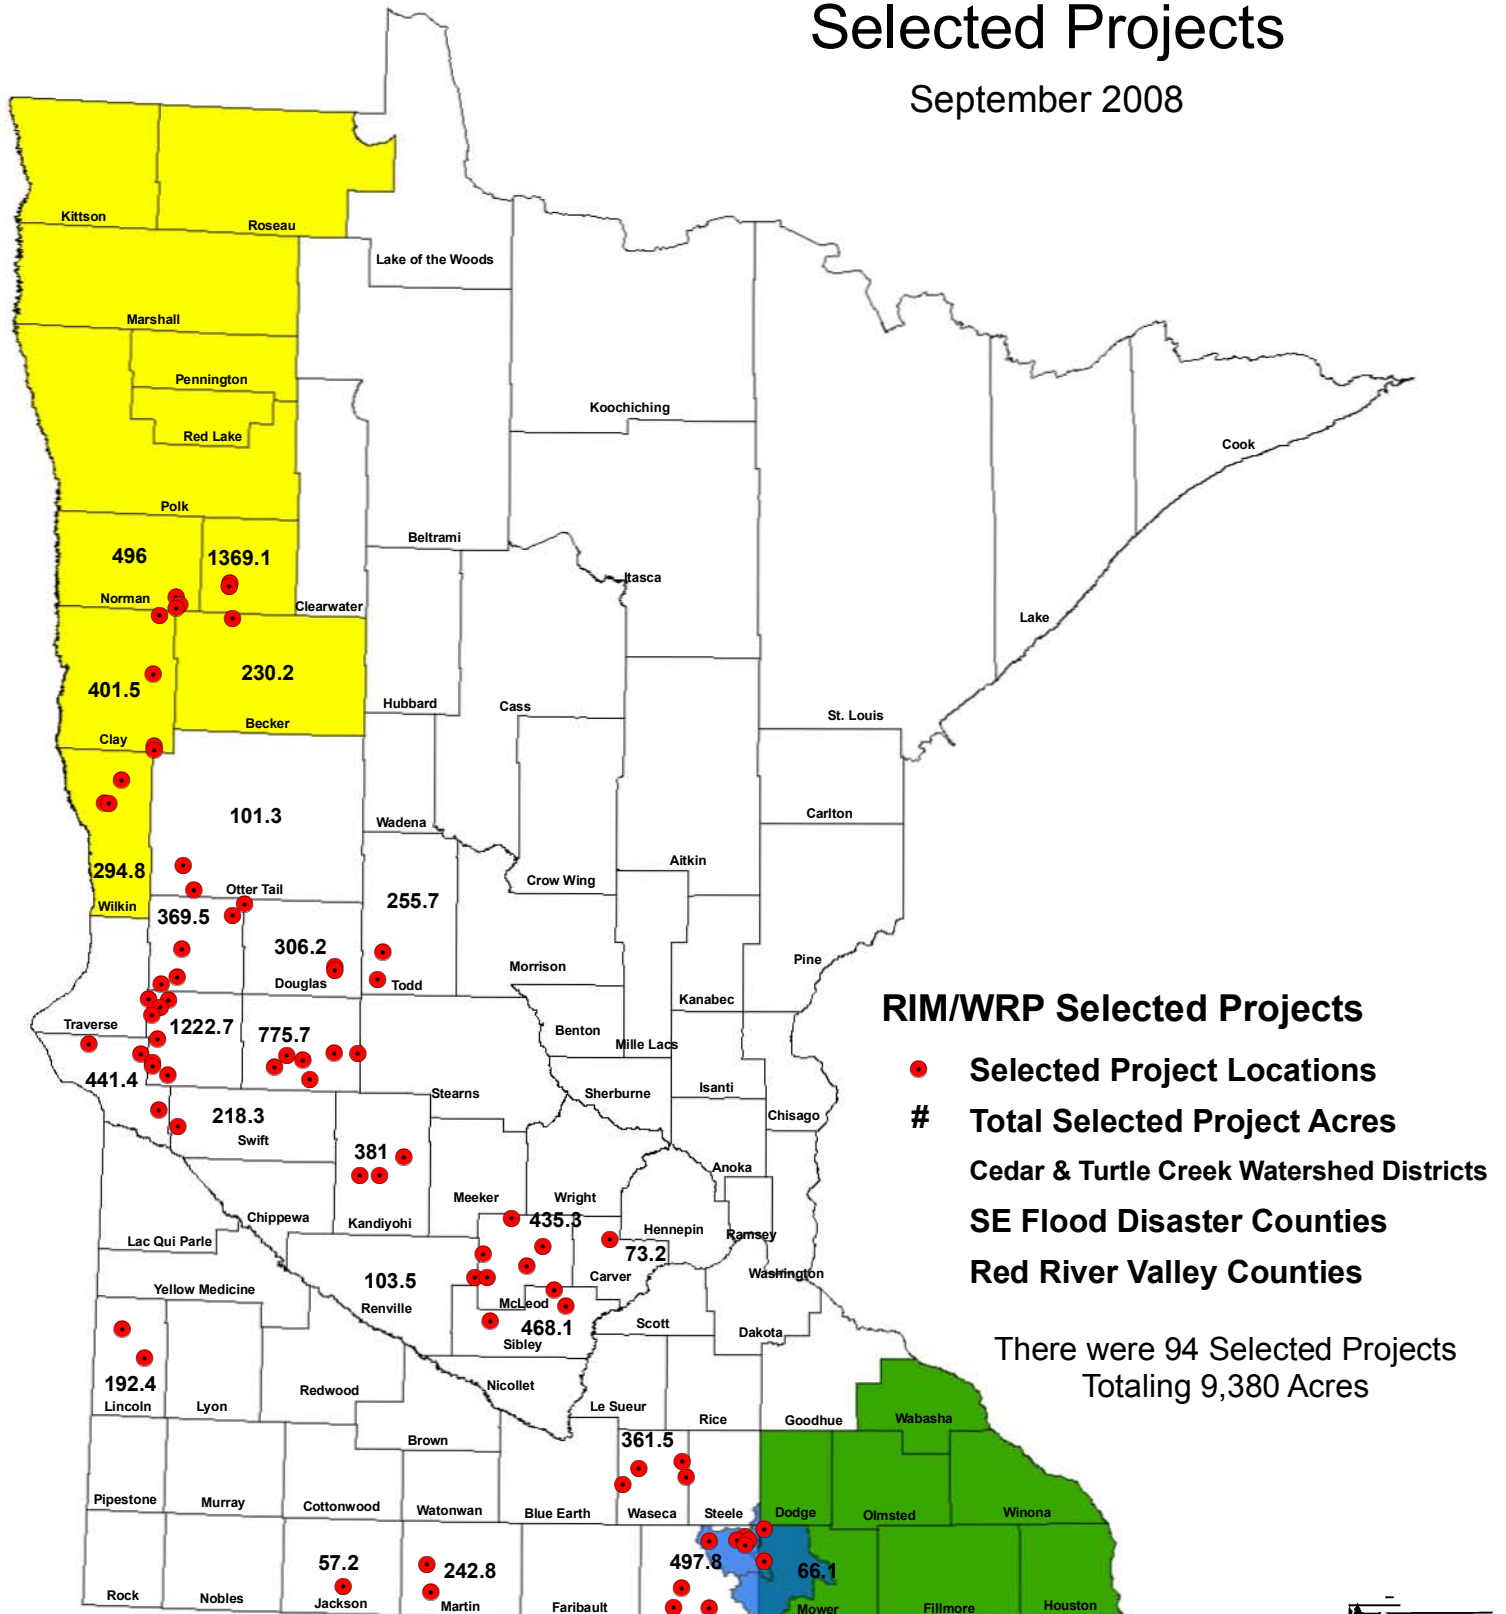 Selected Projects
September 2008
Kittson
Roseau
Lake of the Woods
Marshall
Pennington
Koochiching
Red Lake
Cook
Polk
Beltrami
496
1369.1
Itasca
Norman
Clearwater
Lake
230.2
401.5
Hubbard
Cass
St. Louis
Becker
Clay
101.3
Wadena
Carlton
Aitkin
294.8
Crow Wing
Otter Tail
255.7
Wilkin
369.5
306.2
Morrison
Pine
Douglas
Todd
Kanabec
RIM/WRP Selected Projects
Traverse
1222.7
775.7
Benton
Mille Lacs
Selected Project Locations
441.4
Stearns
Sherburne
Isanti
218.3
Chisago
# Total Selected Project Acres
Swift
381
Anoka
Cedar & Turtle Creek Watershed Districts
Meeker
Wright
Chippewa
Kandiyohi
435.3
Hennepin
Ramsey
SE Flood Disaster Counties
Lac Qui Parle
73.2
Washington
Red River Valley Counties
103.5
Carver
Yellow Medicine
Renville
McLeod
468.1
Scott
Dakota
Sibley
There were 94 Selected Projects
Totaling 9,380 Acres
192.4
Nicollet
Redwood
Lincoln
Lyon
Le Sueur
Rice
Goodhue
Wabasha
Brown
361.5
Pipestone
Murray
Cottonwood
Watonwan
Blue Earth
Waseca
Steele
Dodge
Olmsted
Winona
57.2
242.8
497.8
66.1
Rock
Nobles
Jackson
Martin
Faribault
Mower
Fillmore
Houston